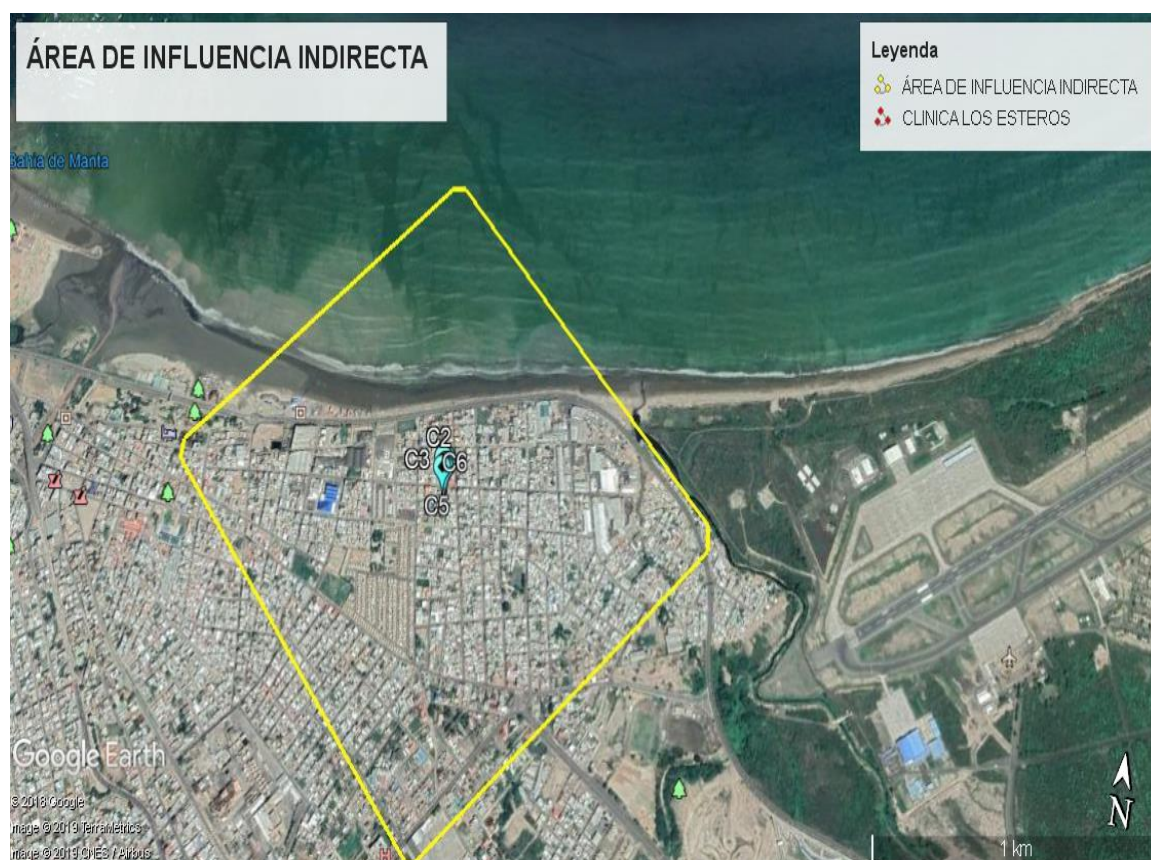 ÁREA DE INFLUENCIA INDIRECTA
Leyenda
ÁREA DE INFLUENCIA INDIRECTA
CLINICA LOS ESTEROS
Bahia de Manta
C2
C3
C6
C5
Google Earth
© 2018 Google
Image © 2019 TerraMetrics
Image © 2019 CNES / Airbus
H
N
1 km